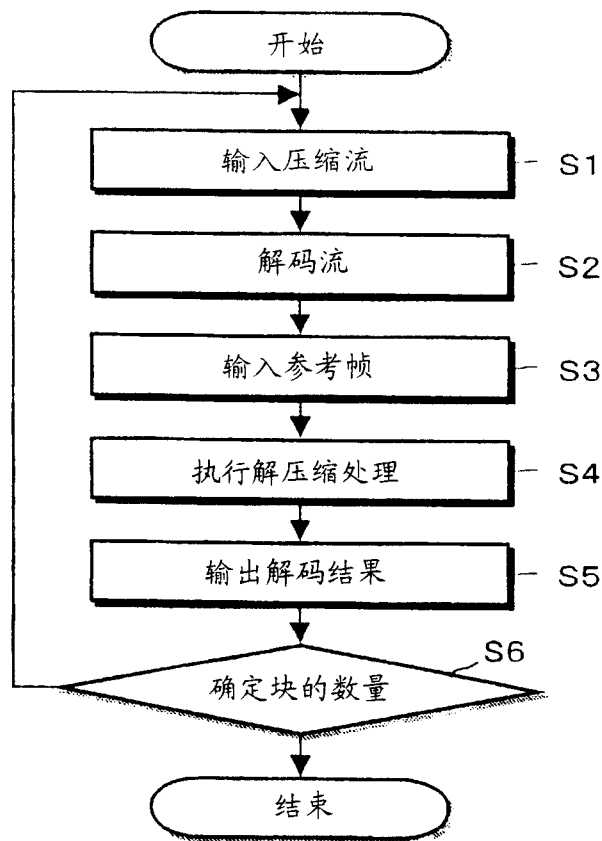 开始
输入压缩流
S1
解码流
S2
输入参考帧
S3
执行解压缩处理
S4
输出解码结果
S5
S6
确定块的数量
结束